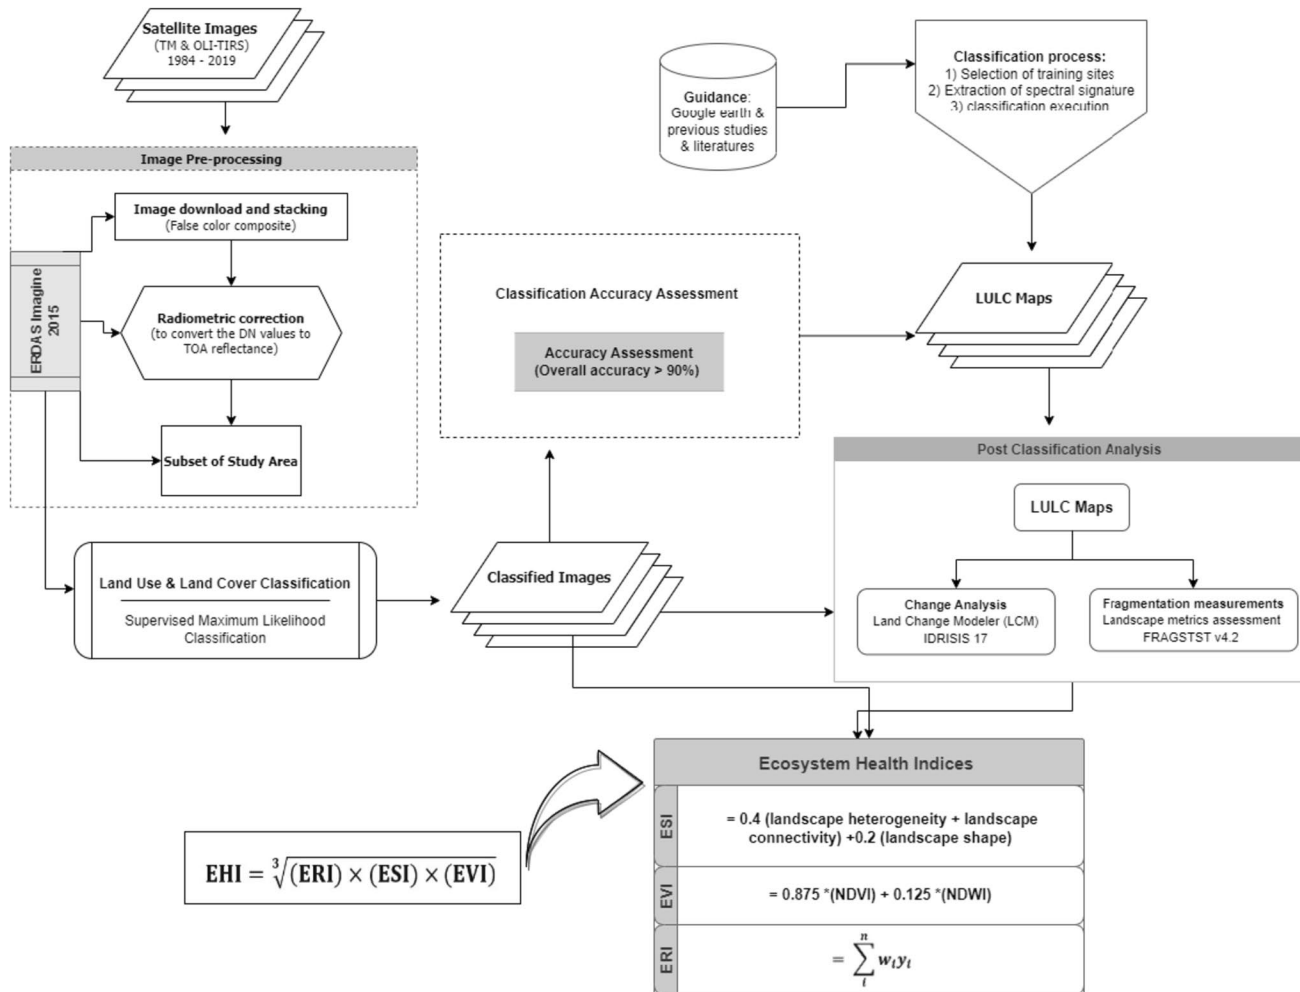 Satellite Images
(TM & OLI-TIRS)
1984 - 2019
Image Pre-processing
Image download and stacking
(False color composite)
ERDAS Imagine
2015
Radiometric correction
(to convert the DN values to
TOA reflectance)
Subset of Study Area
Land Use & Land Cover Classification
Supervised Maximum Likelihood
Classification
Guidance:
Google earth &
previous studies
& literatures
Classification process:
1) Selection of training sites
2) Extraction of spectral signature
3) classification execution
Classification Accuracy Assessment
Accuracy Assessment
(Overall accuracy > 90%)
LULC Maps
Classified Images
Post Classification Analysis
LULC Maps
Change Analysis
Land Change Modeler (LCM)
IDRISIS 17
Fragmentation measurements
Landscape metrics assessment
FRAGSTST v4.2
EHI = ∛(ERI) × (ESI) × (EVI)
Ecosystem Health Indices
ESI
= 0.4 (landscape heterogeneity + landscape
connectivity) +0.2 (landscape shape)
EVI
= 0.875 *(NDVI) + 0.125 *(NDWI)
ERI
n
= ∑ wᵢyᵢ
i